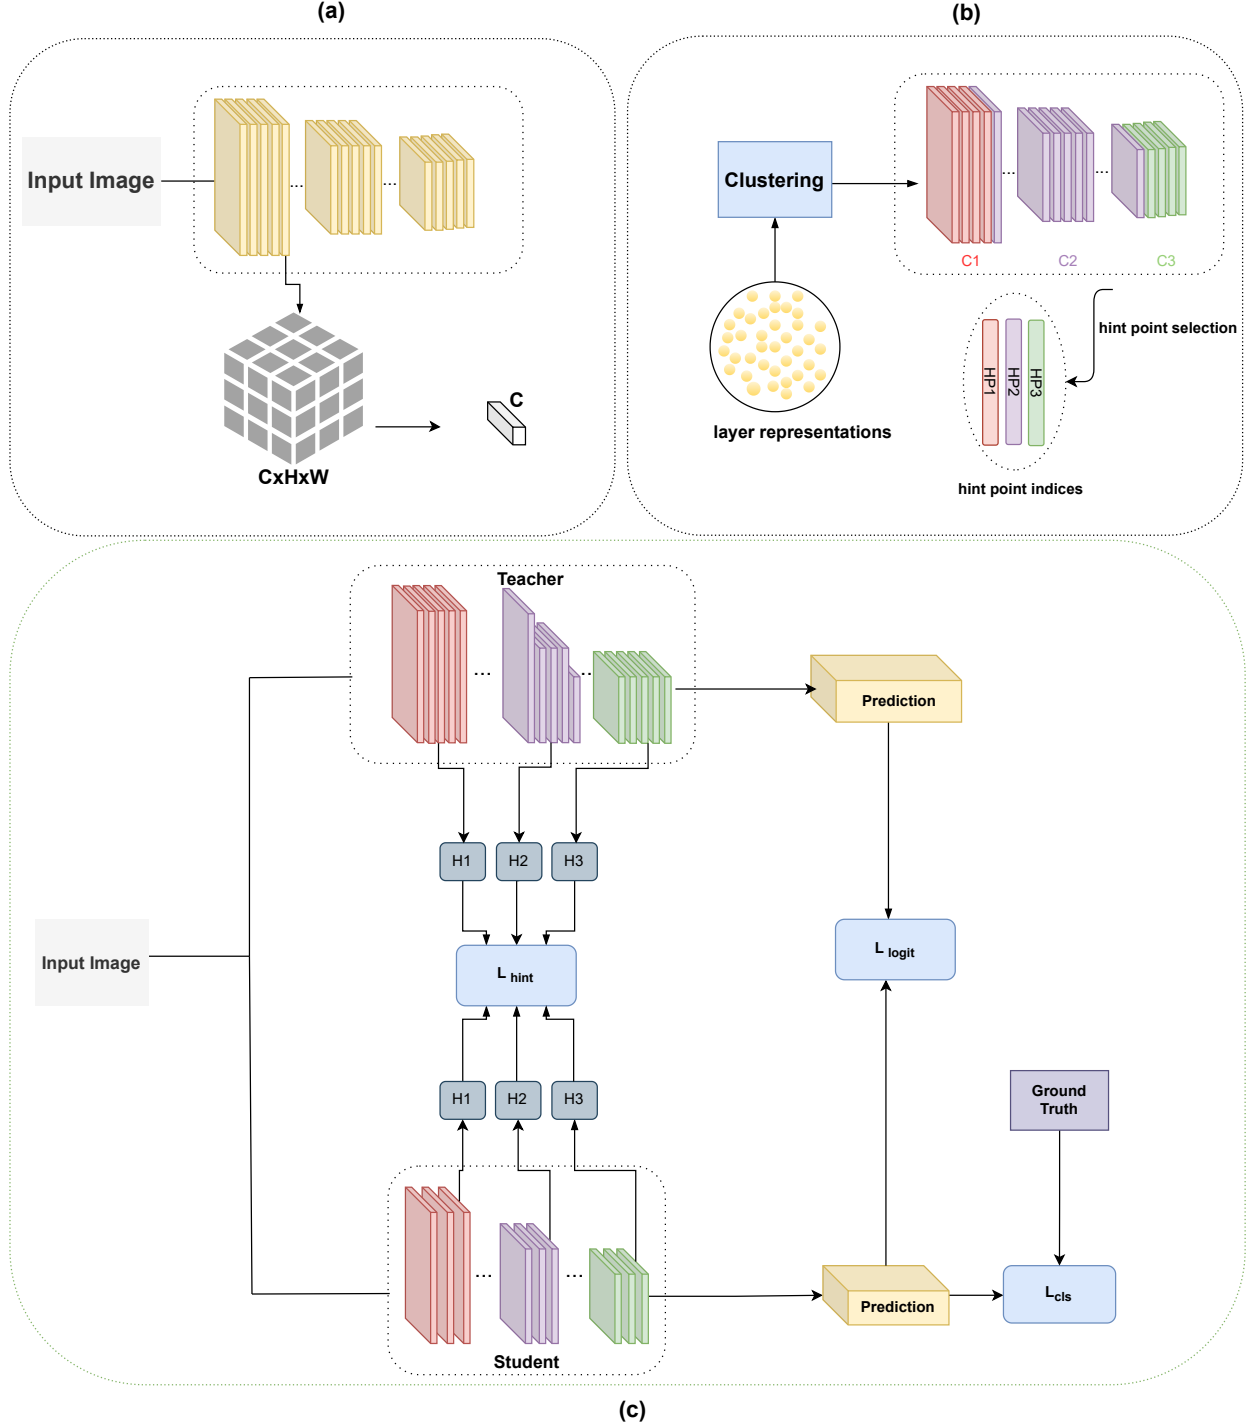 (a)
Input Image
...
...
CxHxW
C
(b)
Clustering
...
...
C1
C2
C3
layer representations
hint point selection
HP1
HP2
HP3
hint point indices
Teacher
...
...
Prediction
H1
H2
H3
Input Image
L hint
L logit
H1
H2
H3
Ground
Truth
...
...
Prediction
Lcls
Student
(c)